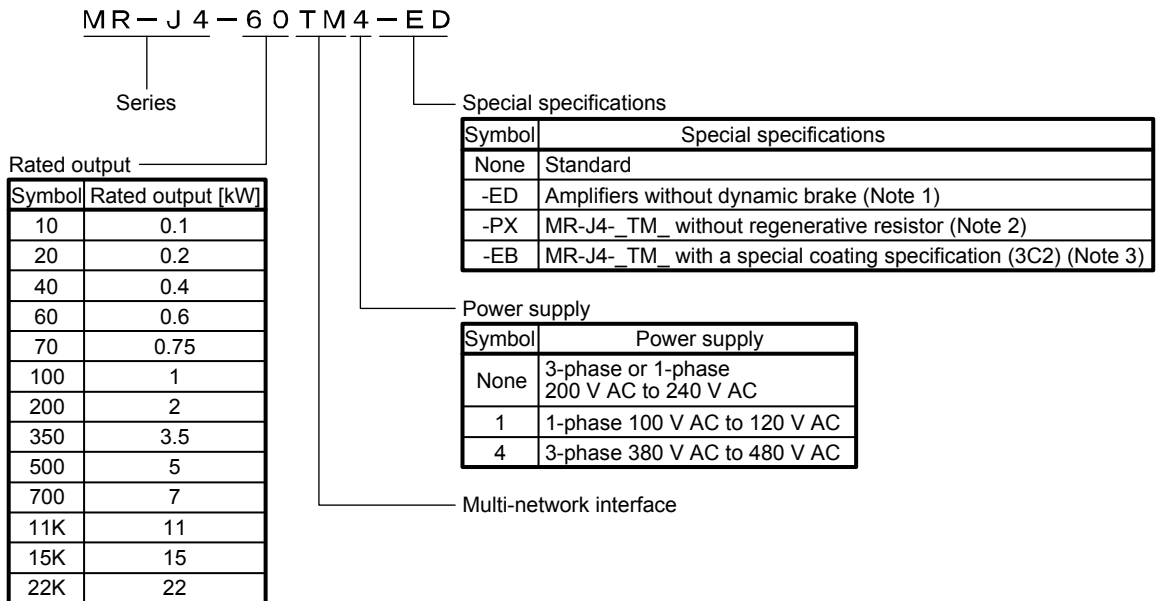 MR-J4-60TM4-ED
Series
Special specifications
Symbol Special specifications
None Standard
-ED Amplifiers without dynamic brake (Note 1)
-PX MR-J4-_TM_ without regenerative resistor (Note 2)
-EB MR-J4-_TM_ with a special coating specification (3C2) (Note 3)
Rated output
Symbol Rated output [kW]
10 0.1
20 0.2
40 0.4
60 0.6
70 0.75
100 1
200 2
350 3.5
500 5
700 7
11K 11
15K 15
22K 22
Power supply
Symbol Power supply
None 3-phase or 1-phase
200 V AC to 240 V AC
1 1-phase 100 V AC to 120 V AC
4 3-phase 380 V AC to 480 V AC
Multi-network interface